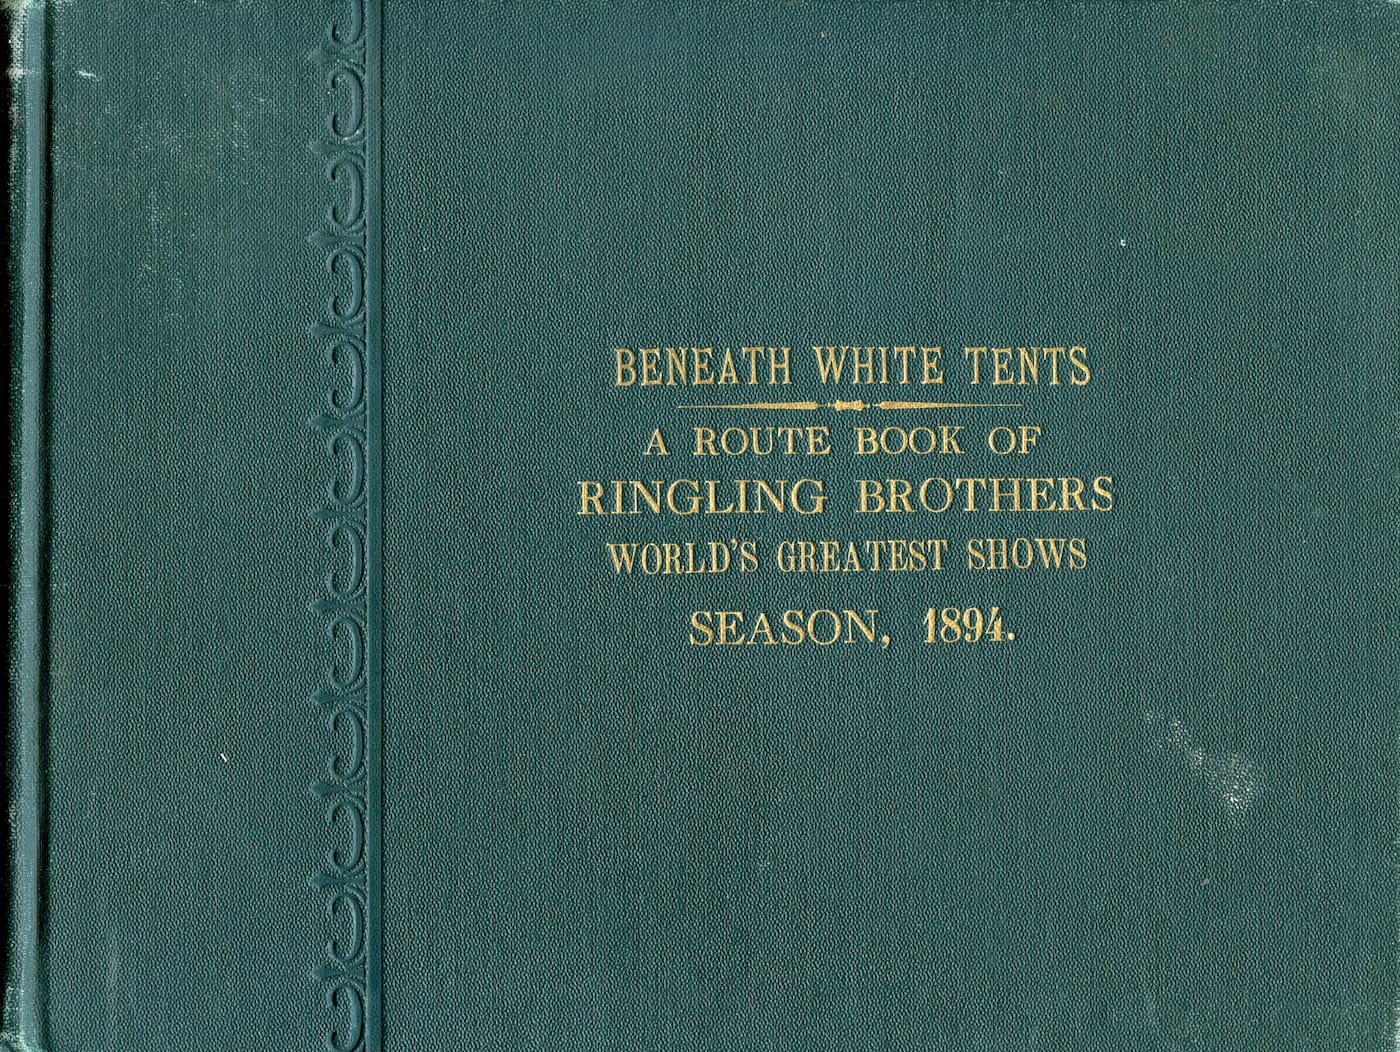 BENEATH WHITE TENTS
A ROUTE BOOK OF
RINGLING BROTHERS
WORLD'S GREATEST SHOWS
SEASON, 1894.